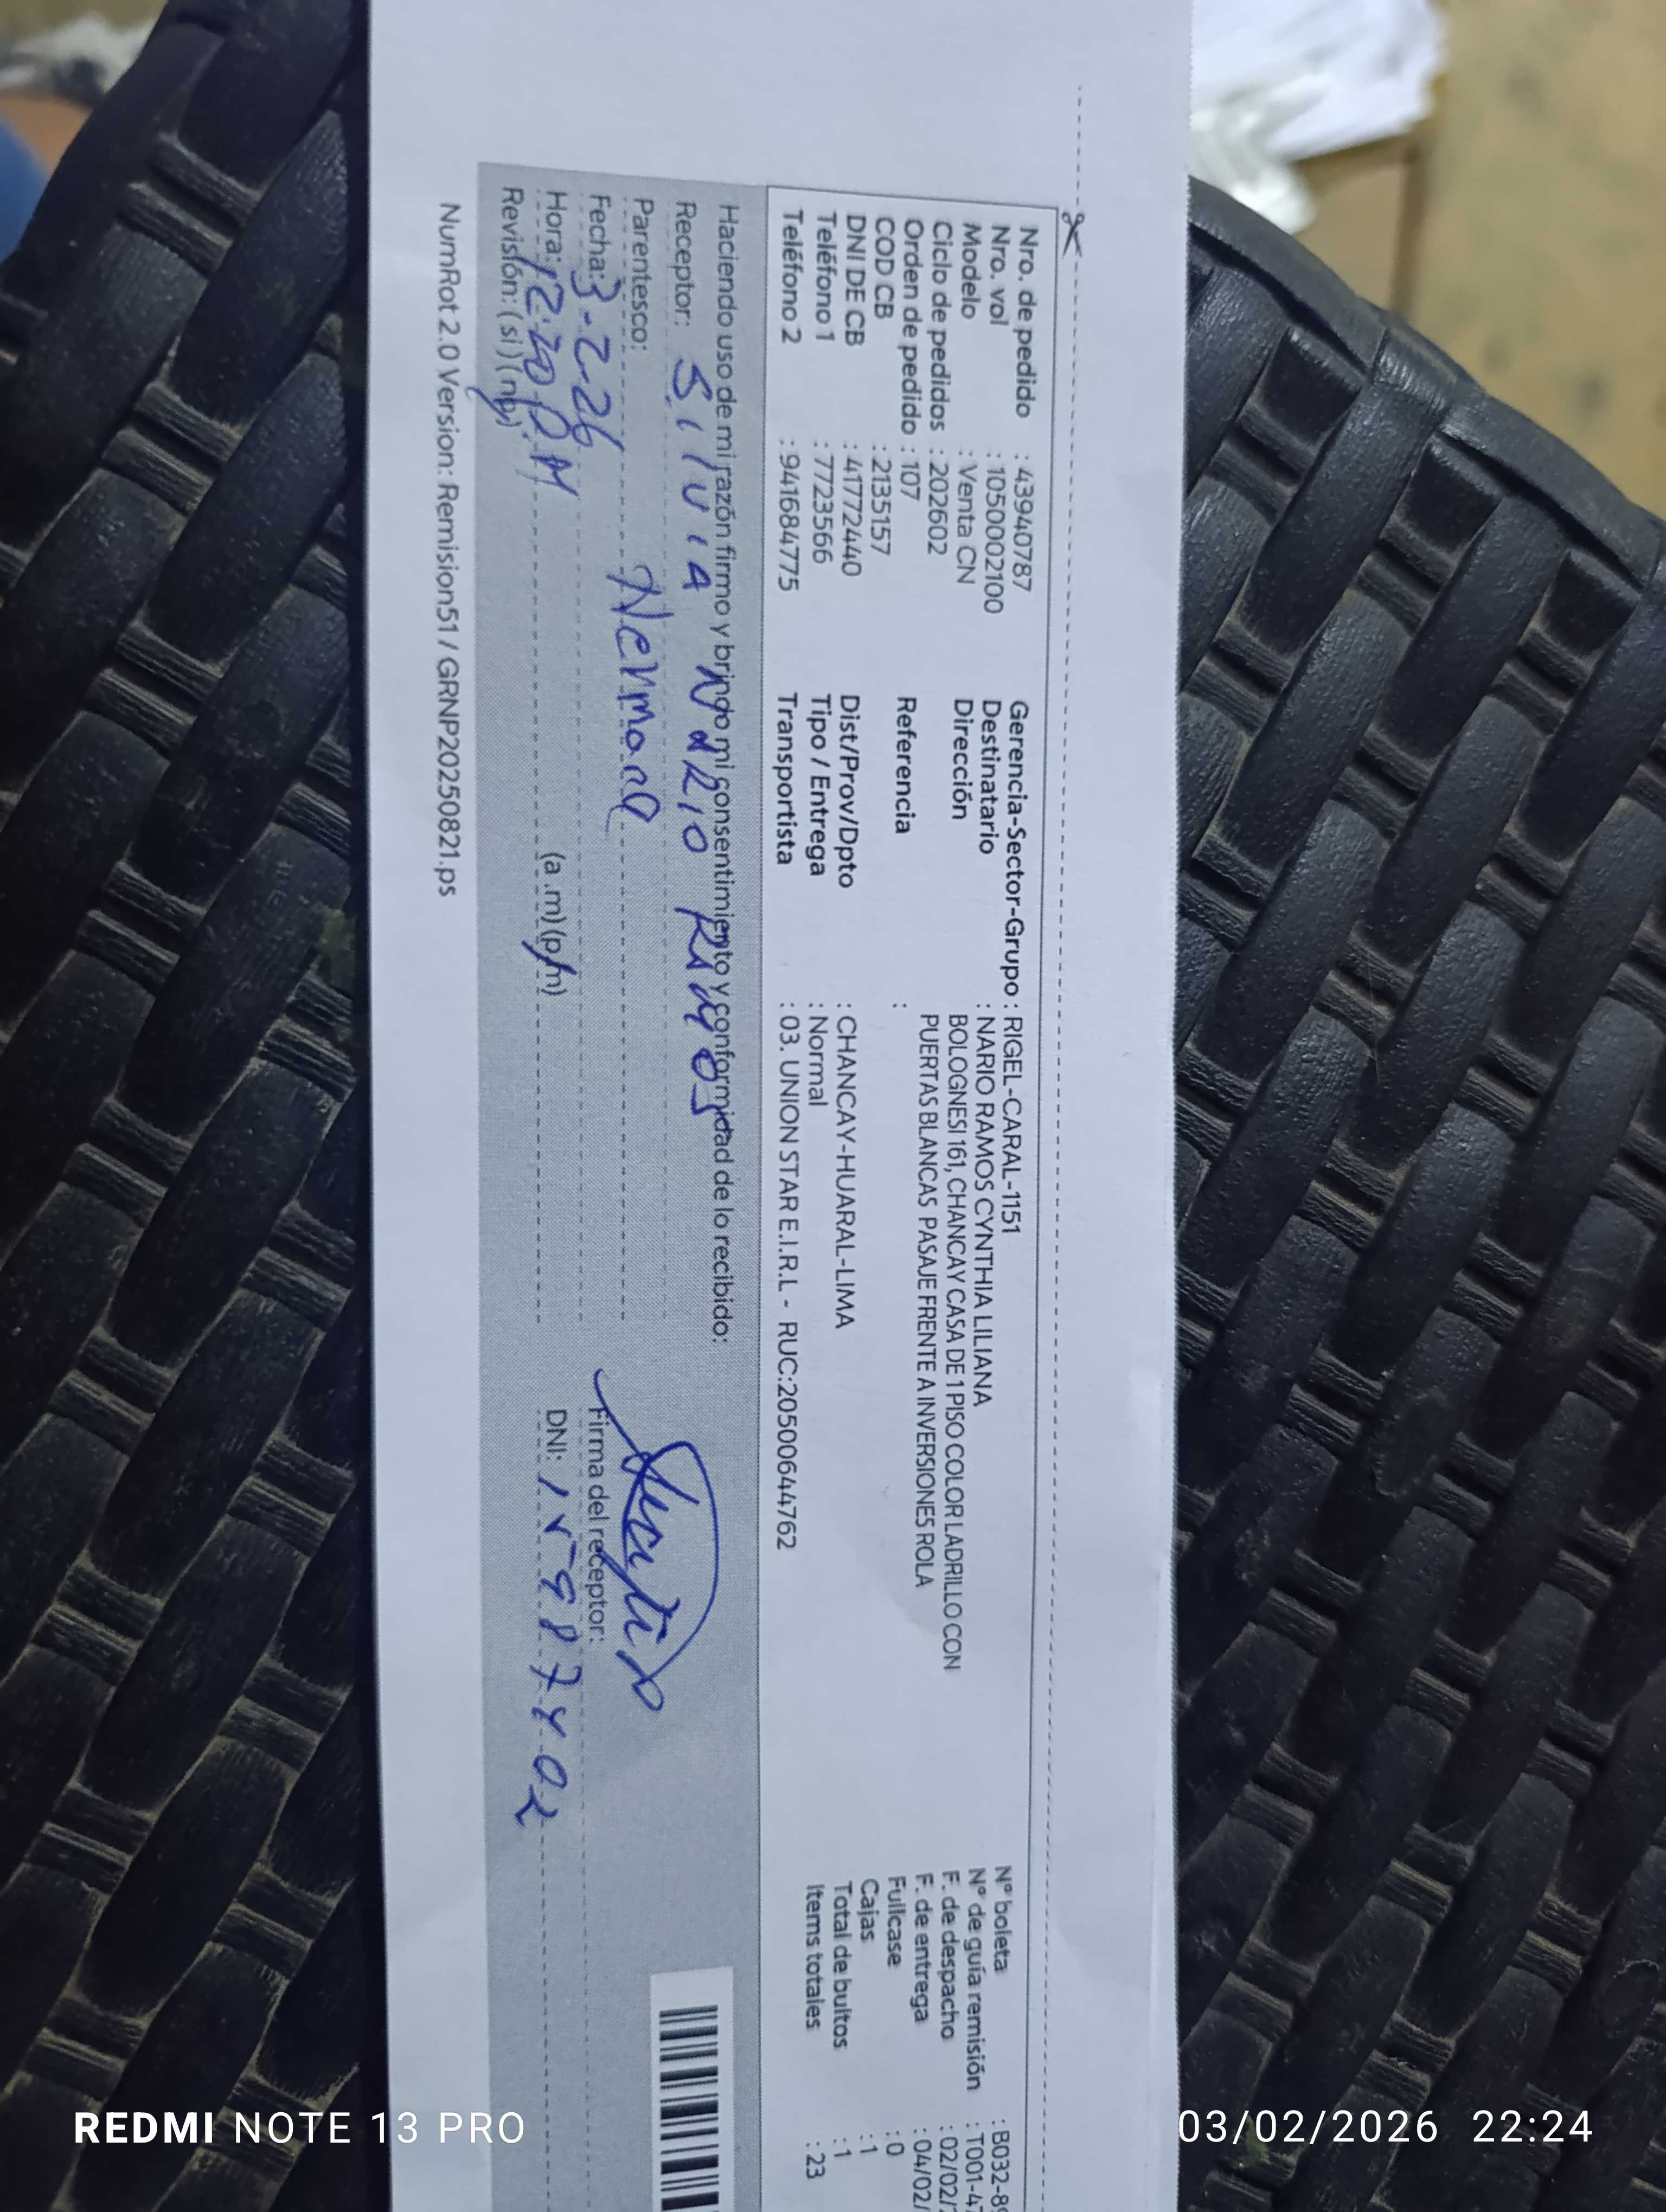 Nro. de pedido : 43940787
Nro. vol : 1050002100
Modelo : Venta CN
Ciclo de pedidos : 202602
Orden de pedido : 107
COD CB : 2135157
DNI DE CB : 41772440
Teléfono 1 : 7723566
Teléfono 2 : 941684775
Gerencia-Sector-Grupo : RIGEL-CARAL-1151
Destinatario : NARIO RAMOS CYNTHIA LILIANA
Dirección BOLOGNESI 161, CHANCAY CASA DE 1 PISO COLOR LADRILLO CON
PUERTAS BLANCAS PASAJE FRENTE A INVERSIONES ROLA
Referencia :
Dist/Prov/Dpto : CHANCAY-HUARAL-LIMA
Tipo / Entrega : Normal
Transportista : 03. UNION STAR E.I.R.L - RUC:20500644762
N° boleta : B032-8
N° de guía remisión : T001-4
F. de despacho : 02/02/
F. de entrega : 04/02/
Fullcase : 0
Cajas : 1
Total de bultos : 1
Items totales : 23
Haciendo uso de mi razón firmo y brindo mi consentimiento y conformidad de lo recibido:
Receptor: Silvia Nario
Parentesco:
Fecha: 3-2-26
Hora: 12:20 P.M (a.m) (p.m)
Revisión: (si) (no)
Firma del receptor:
DNI:
NumRot 2.0 Version: Remision51 / GRNP20250821.ps
REDMI NOTE 13 PRO
03/02/2026 22:24